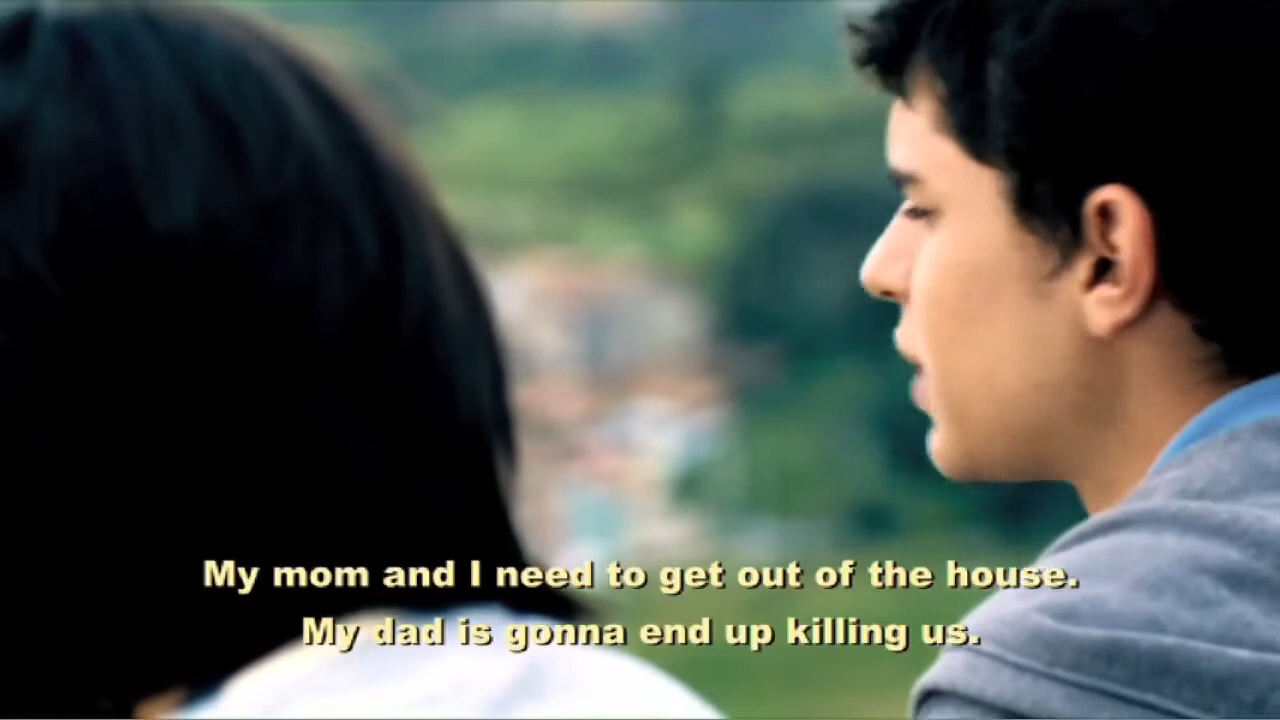 My mom and I need to get out of the house.
My dad is gonna end up killing us.